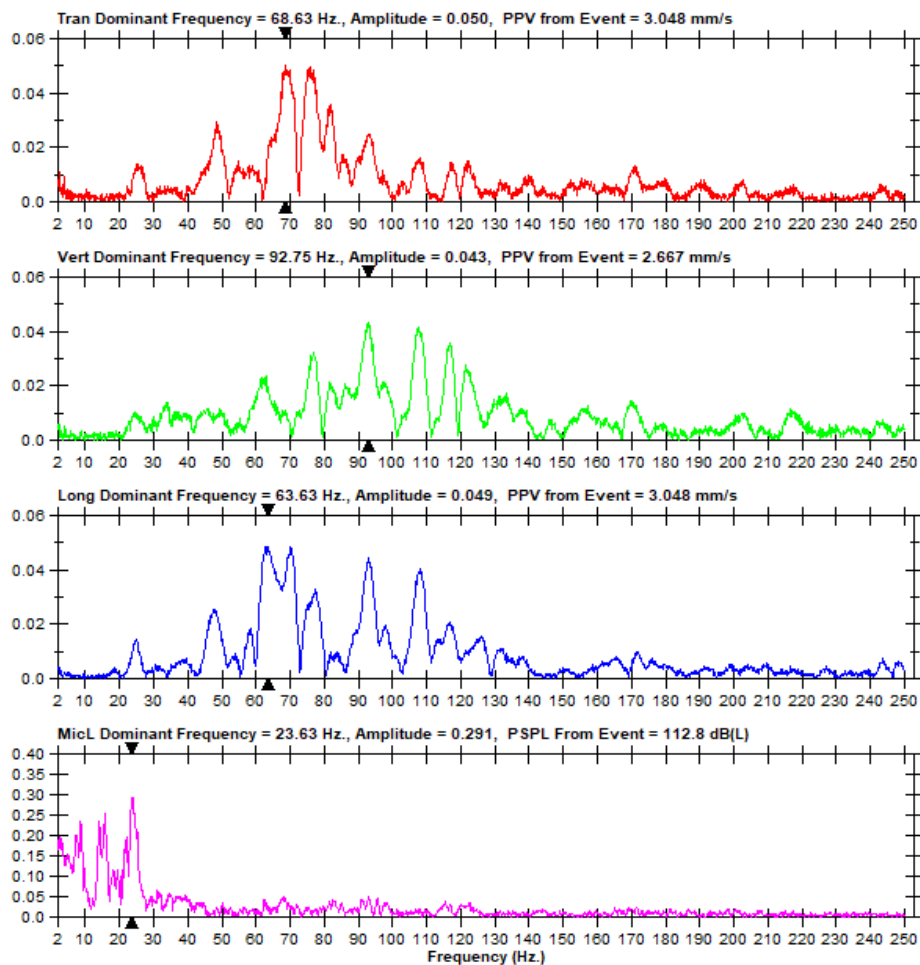 Tran Dominant Frequency = 68.63 Hz., Amplitude = 0.050, PPV from Event = 3.048 mm/s
0.06
0.04
0.02
0.0
2 10 20 30 40 50 60 70 80 90 100 110 120 130 140 150 160 170 180 190 200 210 220 230 240 250
Vert Dominant Frequency = 92.75 Hz., Amplitude = 0.043, PPV from Event = 2.667 mm/s
0.06
0.04
0.02
0.0
2 10 20 30 40 50 60 70 80 90 100 110 120 130 140 150 160 170 180 190 200 210 220 230 240 250
Long Dominant Frequency = 63.63 Hz., Amplitude = 0.049, PPV from Event = 3.048 mm/s
0.06
0.04
0.02
0.0
2 10 20 30 40 50 60 70 80 90 100 110 120 130 140 150 160 170 180 190 200 210 220 230 240 250
MicL Dominant Frequency = 23.63 Hz., Amplitude = 0.291, PSPL From Event = 112.8 dB(L)
0.40
0.35
0.30
0.25
0.20
0.15
0.10
0.05
0.0
2 10 20 30 40 50 60 70 80 90 100 110 120 130 140 150 160 170 180 190 200 210 220 230 240 250
Frequency (Hz.)